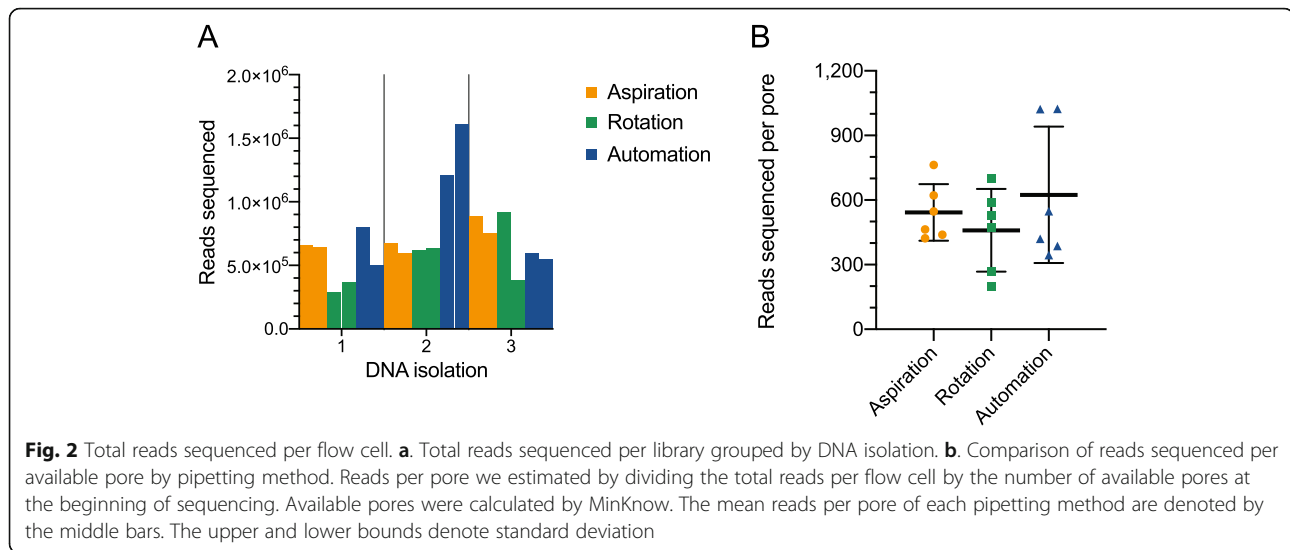 A
B
2.0×10⁶
1.5×10⁶
1.0×10⁶
5.0×10⁵
0.0
Reads sequenced
1 2 3
DNA isolation
Aspiration
Rotation
Automation
1,200
900
600
300
0
Reads sequenced per pore
Aspiration
Rotation
Automation
Fig. 2 Total reads sequenced per flow cell. a. Total reads sequenced per library grouped by DNA isolation. b. Comparison of reads sequenced per
available pore by pipetting method. Reads per pore we estimated by dividing the total reads per flow cell by the number of available pores at
the beginning of sequencing. Available pores were calculated by MinKnow. The mean reads per pore of each pipetting method are denoted by
the middle bars. The upper and lower bounds denote standard deviation